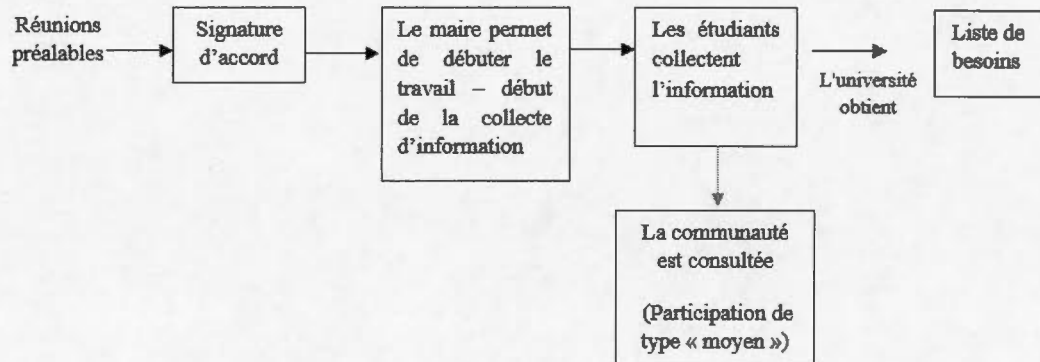 Réunions
préalables
Signature
d'accord
Le maire permet
de débuter le
travail – début
de la collecte
d'information
Les étudiants
collectent
l'information
L'université
obtient
Liste de
besoins
La communauté
est consultée
(Participation de
type « moyen »)